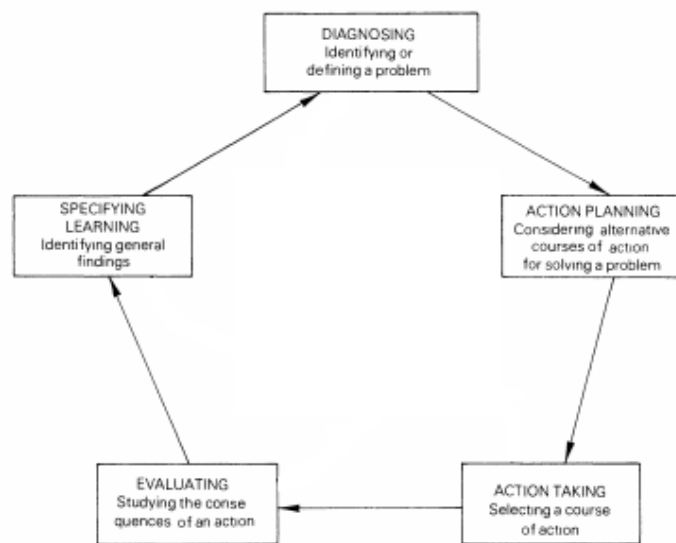 DIAGNOSING
Identifying or
defining a problem
SPECIFYING
LEARNING
Identifying general
findings
ACTION PLANNING
Considering alternative
courses of action
for solving a problem
EVALUATING
Studying the conse
quences of an action
ACTION TAKING
Selecting a course
of action